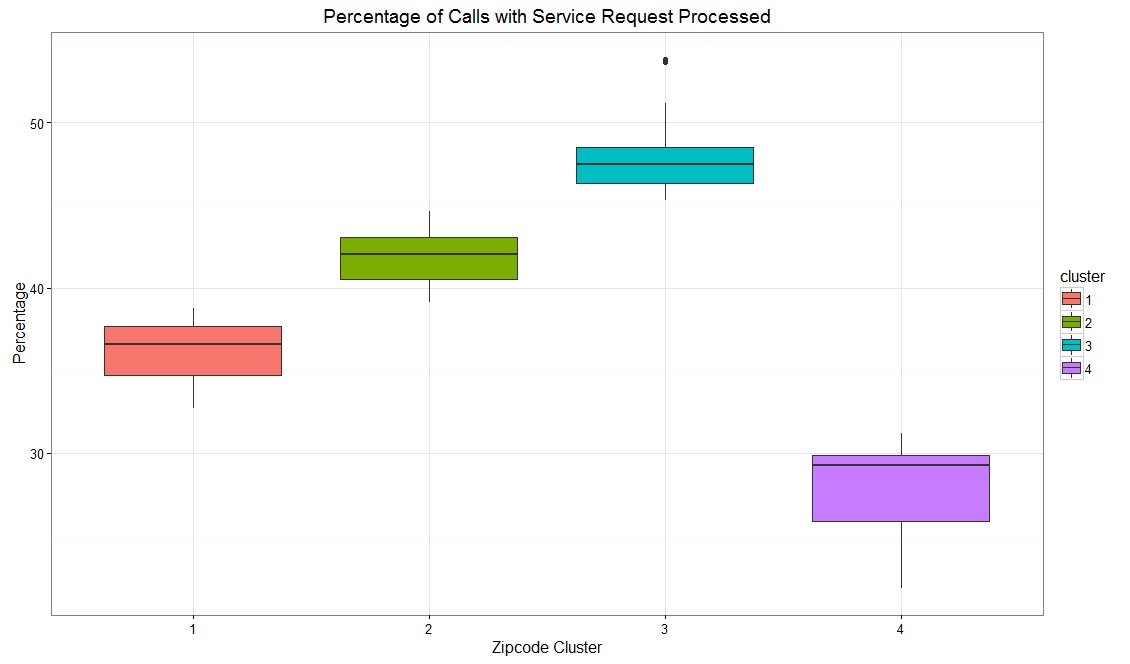 Percentage of Calls with Service Request Processed
Percentage
50
40
30
1
2
3
4
Zipcode Cluster
cluster
1
2
3
4